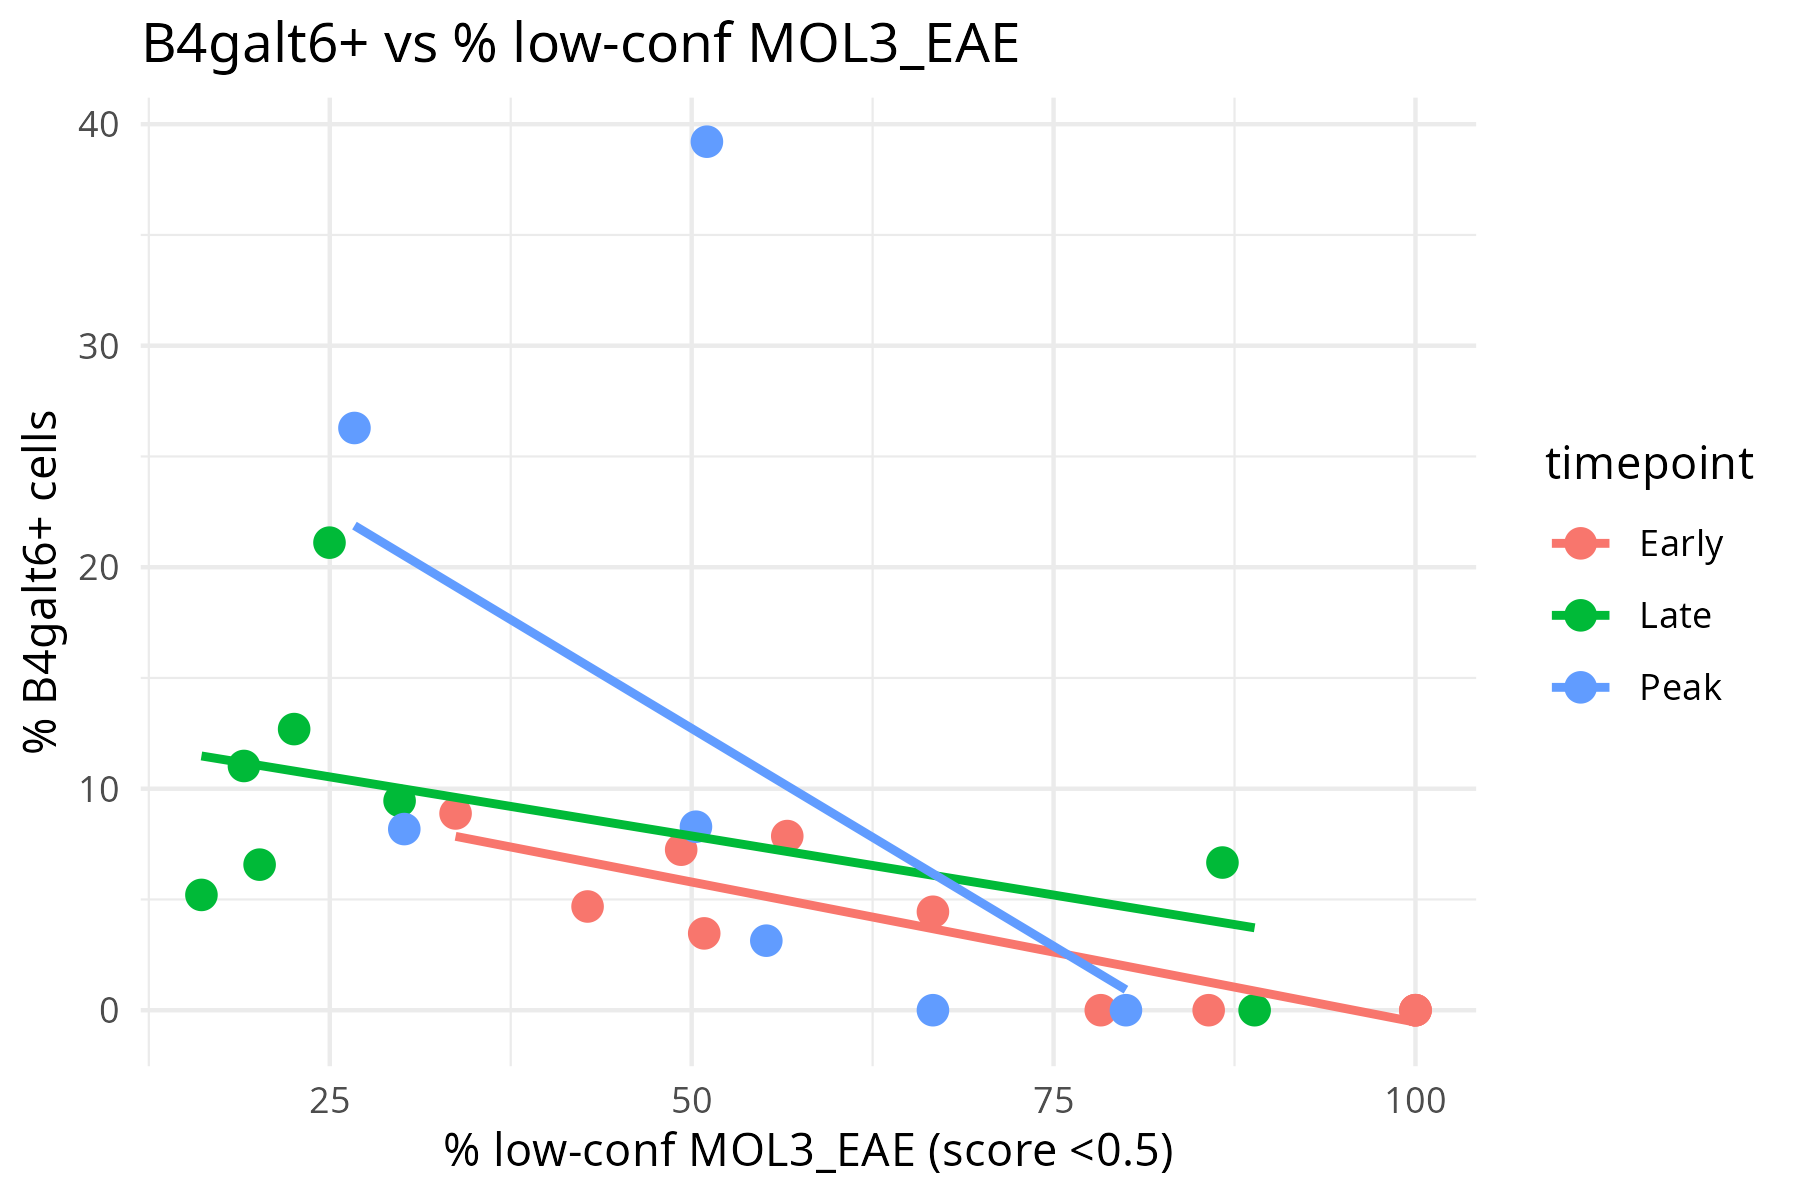 B4galt6+ vs % low-conf MOL3_EAE
40
30
20
10
0
% B4galt6+ cells
25 50 75 100
% low-conf MOL3_EAE (score <0.5)
timepoint
Early
Late
Peak